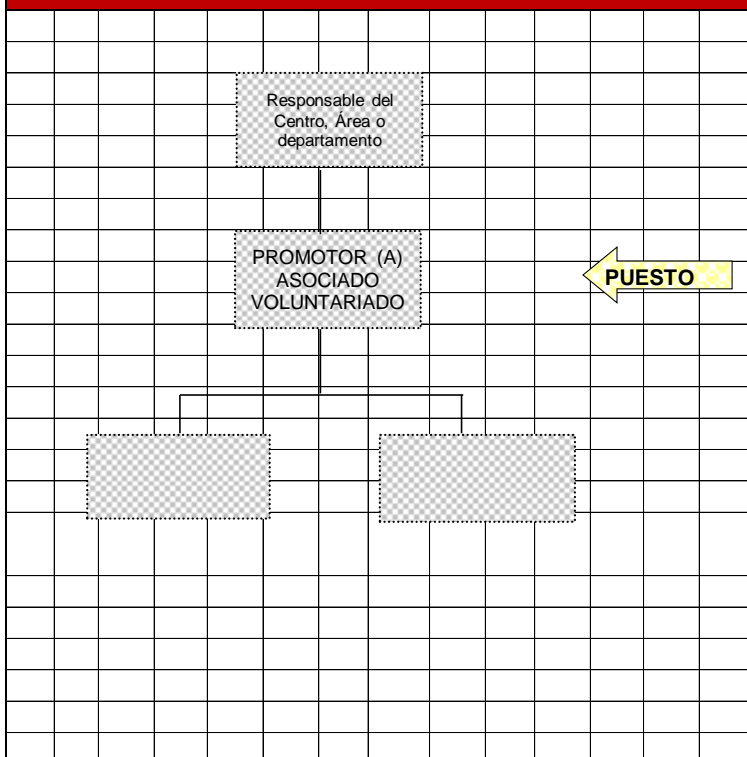 Responsable del
Centro, Área o
departamento
PROMOTOR (A)
ASOCIADO
VOLUNTARIADO
PUESTO